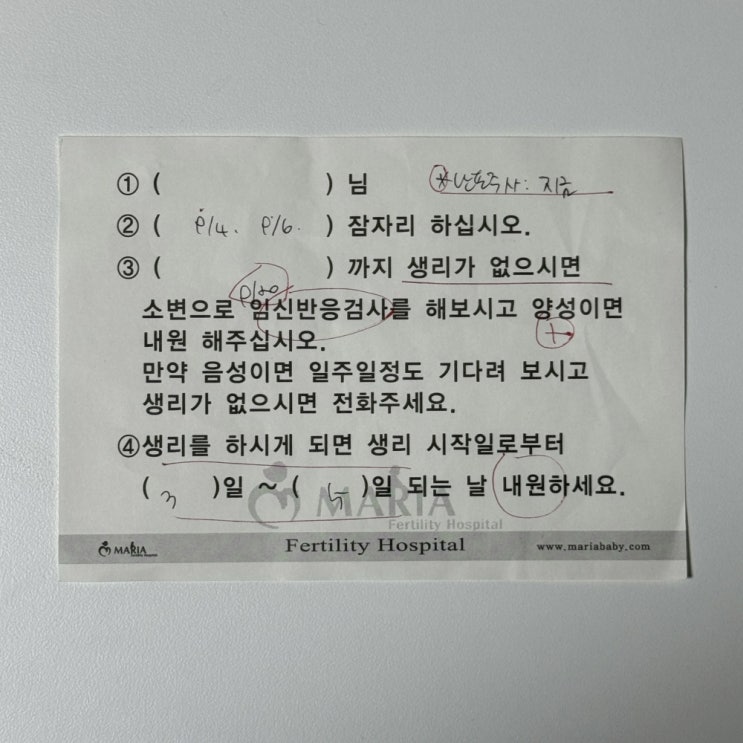 ① (                ) 님 ※난포주사: 지금
② ( 9/4. 9/6. ) 잠자리 하십시오.
③ (                ) 까지 생리가 없으시면
소변으로 임신반응검사를 해보시고 양성이면
+
내원 해주십시오.
만약 음성이면 일주일정도 기다려 보시고
생리가 없으시면 전화주세요.
④생리를 하시게 되면 생리 시작일로부터
( 3 )일 ~ ( 5 )일 되는 날 내원하세요.
MARIA
Fertility Hospital
MARIA Fertility Hospital www.mariababy.com